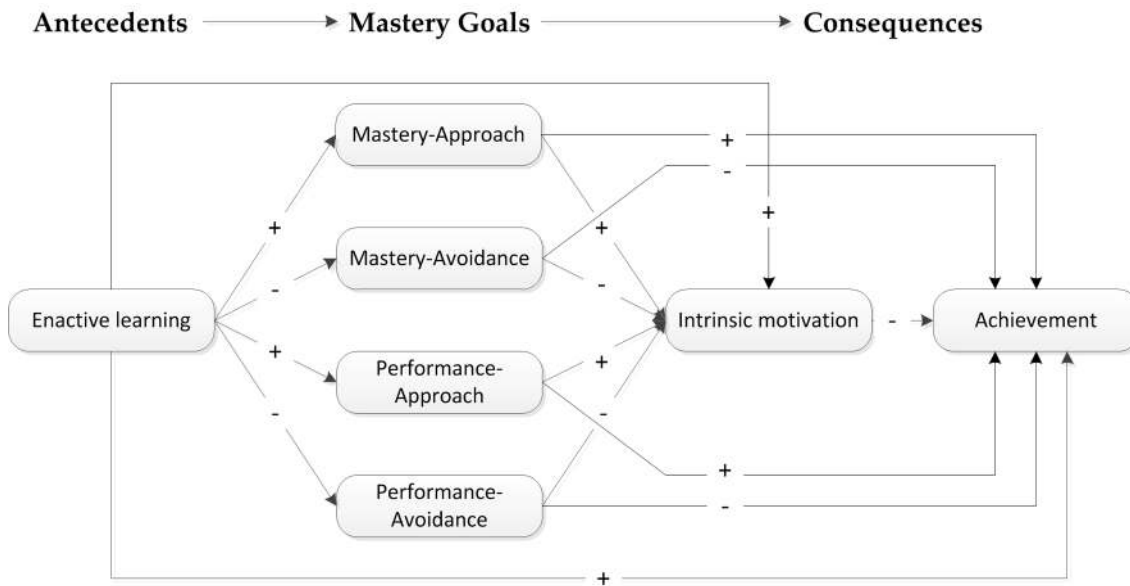 Antecedents Mastery Goals Consequences
Mastery-Approach
+
-
+
+
+
Mastery-Avoidance
-
-
Enactive learning
Intrinsic motivation
-
Achievement
+
+
Performance-
Approach
-
-
+
Performance-
Avoidance
-
+